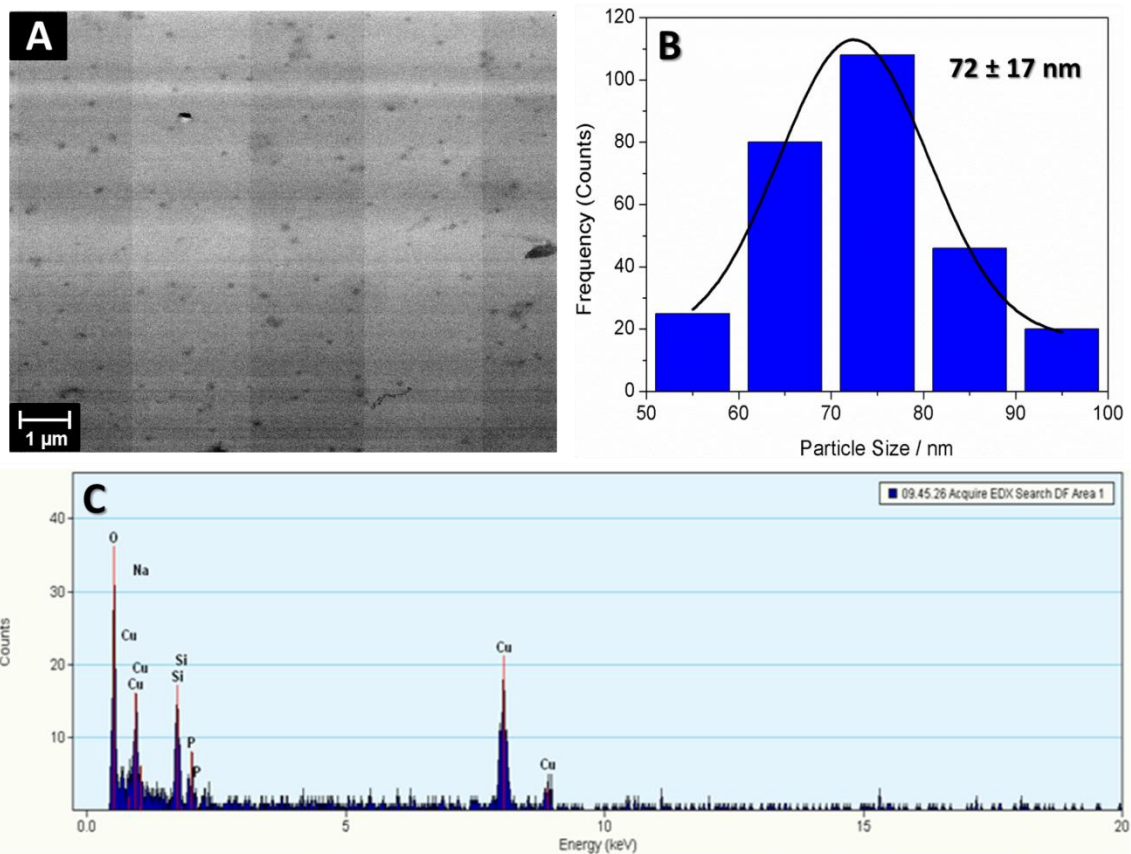 A
1 µm
B
72 ± 17 nm
Frequency (Counts)
120
100
80
60
40
20
0
50 60 70 80 90 100
Particle Size / nm
C
09.45.26 Acquire EDX Search DF Area 1
Counts
40
30
20
10
O
Na
Cu
Cu
Cu
Si
Si
P
P
Cu
Cu
0.0 5 10 15 20
Energy (keV)